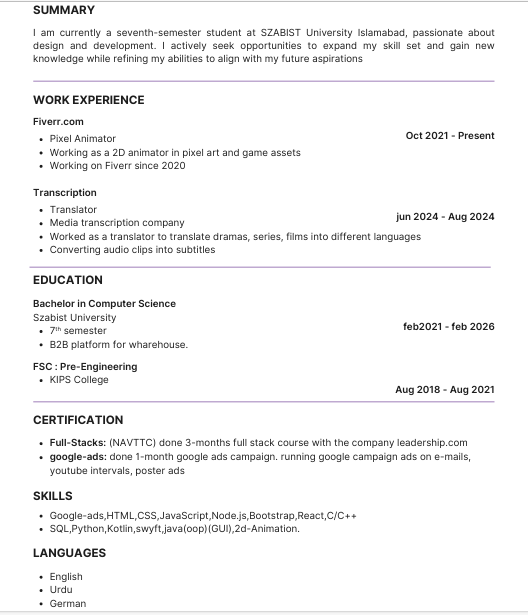 SUMMARY
I am currently a seventh-semester student at SZABIST University Islamabad, passionate about
design and development. I actively seek opportunities to expand my skill set and gain new
knowledge while refining my abilities to align with my future aspirations
WORK EXPERIENCE
Fiverr.com
Oct 2021 - Present
• Pixel Animator
• Working as a 2D animator in pixel art and game assets
• Working on Fiverr since 2020
Transcription
• Translator
jun 2024 - Aug 2024
• Media transcription company
• Worked as a translator to translate dramas, series, films into different languages
• Converting audio clips into subtitles
EDUCATION
Bachelor in Computer Science
Szabist University
feb2021 - feb 2026
• 7th semester
• B2B platform for wharehouse.
FSC : Pre-Engineering
• KIPS College
Aug 2018 - Aug 2021
CERTIFICATION
• Full-Stacks: (NAVTTC) done 3-months full stack course with the company leadership.com
• google-ads: done 1-month google ads campaign. running google campaign ads on e-mails,
youtube intervals, poster ads
SKILLS
• Google-ads,HTML,CSS,JavaScript,Node.js,Bootstrap,React,C/C++
• SQL,Python,Kotlin,swyft,java(oop)(GUI),2d-Animation.
LANGUAGES
• English
• Urdu
• German